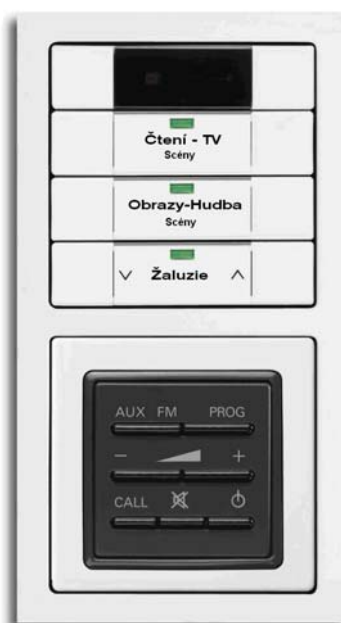 Čtení - TV
Scény
Obrazy-Hudba
Scény
Žaluzie
AUX FM PROG
- +
CALL